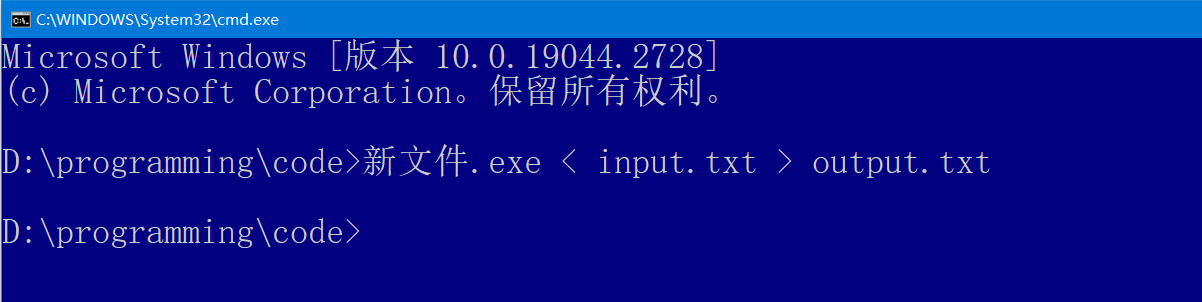 C:\WINDOWS\System32\cmd.exe
Microsoft Windows [版本 10.0.19044.2728]
(c) Microsoft Corporation。保留所有权利。
D:\programming\code>新文件.exe < input.txt > output.txt
D:\programming\code>